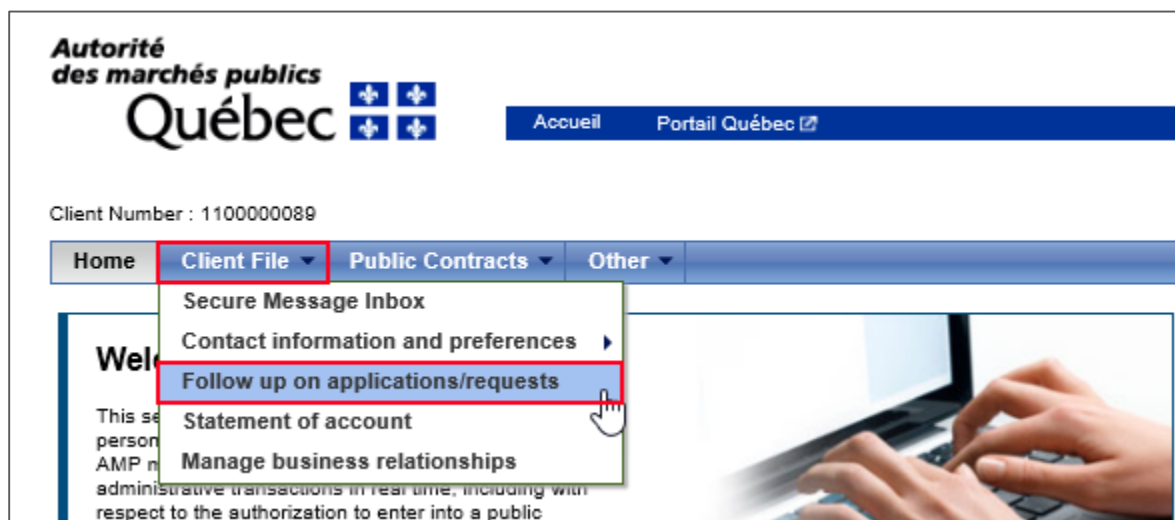 Autorité
des marchés publics
Québec
Accueil Portail Québec
Client Number : 1100000089
Home Client File Public Contracts Other
Secure Message Inbox
Contact information and preferences
Follow up on applications/requests
Statement of account
Manage business relationships
This
AMP
administrative transactions in real time, including with
respect to the authorization to enter into a public